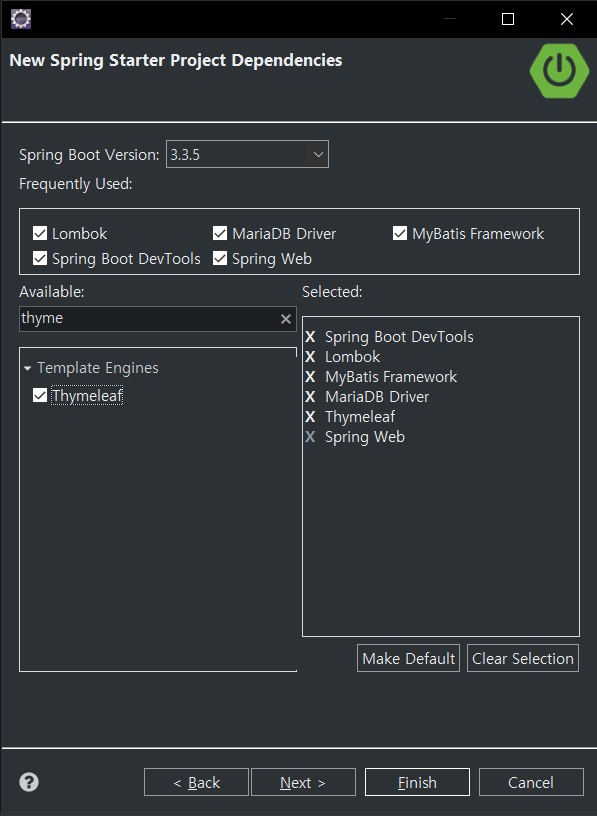 New Spring Starter Project Dependencies
Spring Boot Version: 3.3.5
Frequently Used:
Lombok MariaDB Driver MyBatis Framework
Spring Boot DevTools Spring Web
Available:
thyme
Template Engines
Thymeleaf
Selected:
X Spring Boot DevTools
X Lombok
X MyBatis Framework
X MariaDB Driver
X Thymeleaf
X Spring Web
Make Default Clear Selection
? < Back Next > Finish Cancel